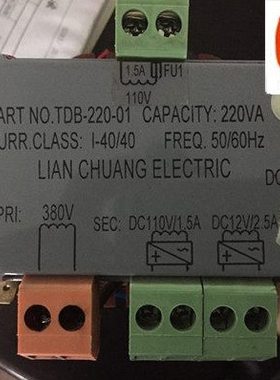 1.5A FU1
110V
ART NO.TDB-220-01 CAPACITY: 220VA
URR.CLASS: I-40/40 FREQ. 50/60Hz
LIAN CHUANG ELECTRIC
DC
PRI: 380V SEC: DC110V/1.5A DC12V/2.5A